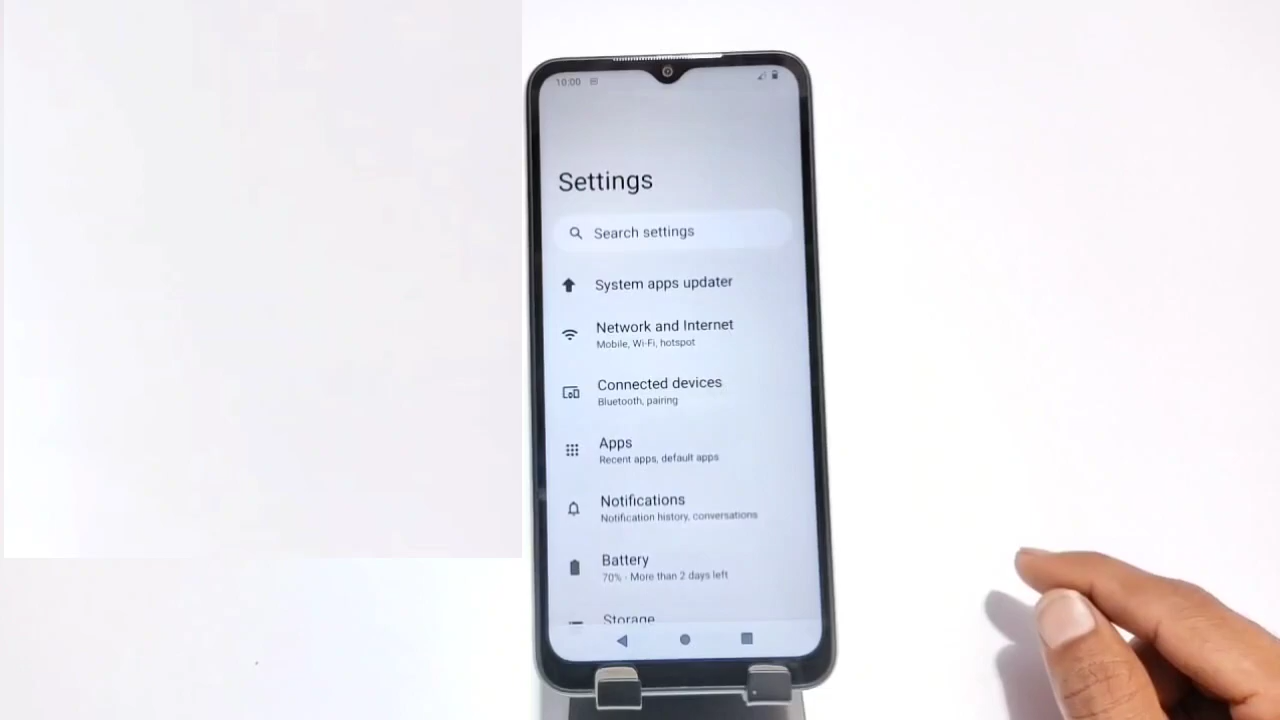 10:00
Settings
Search settings
System apps updater
Network and Internet
Mobile, Wi-Fi, hotspot
Connected devices
Bluetooth, pairing
Apps
Recent apps, default apps
Notifications
Notification history, conversations
Battery
70% · More than 2 days left
Storage